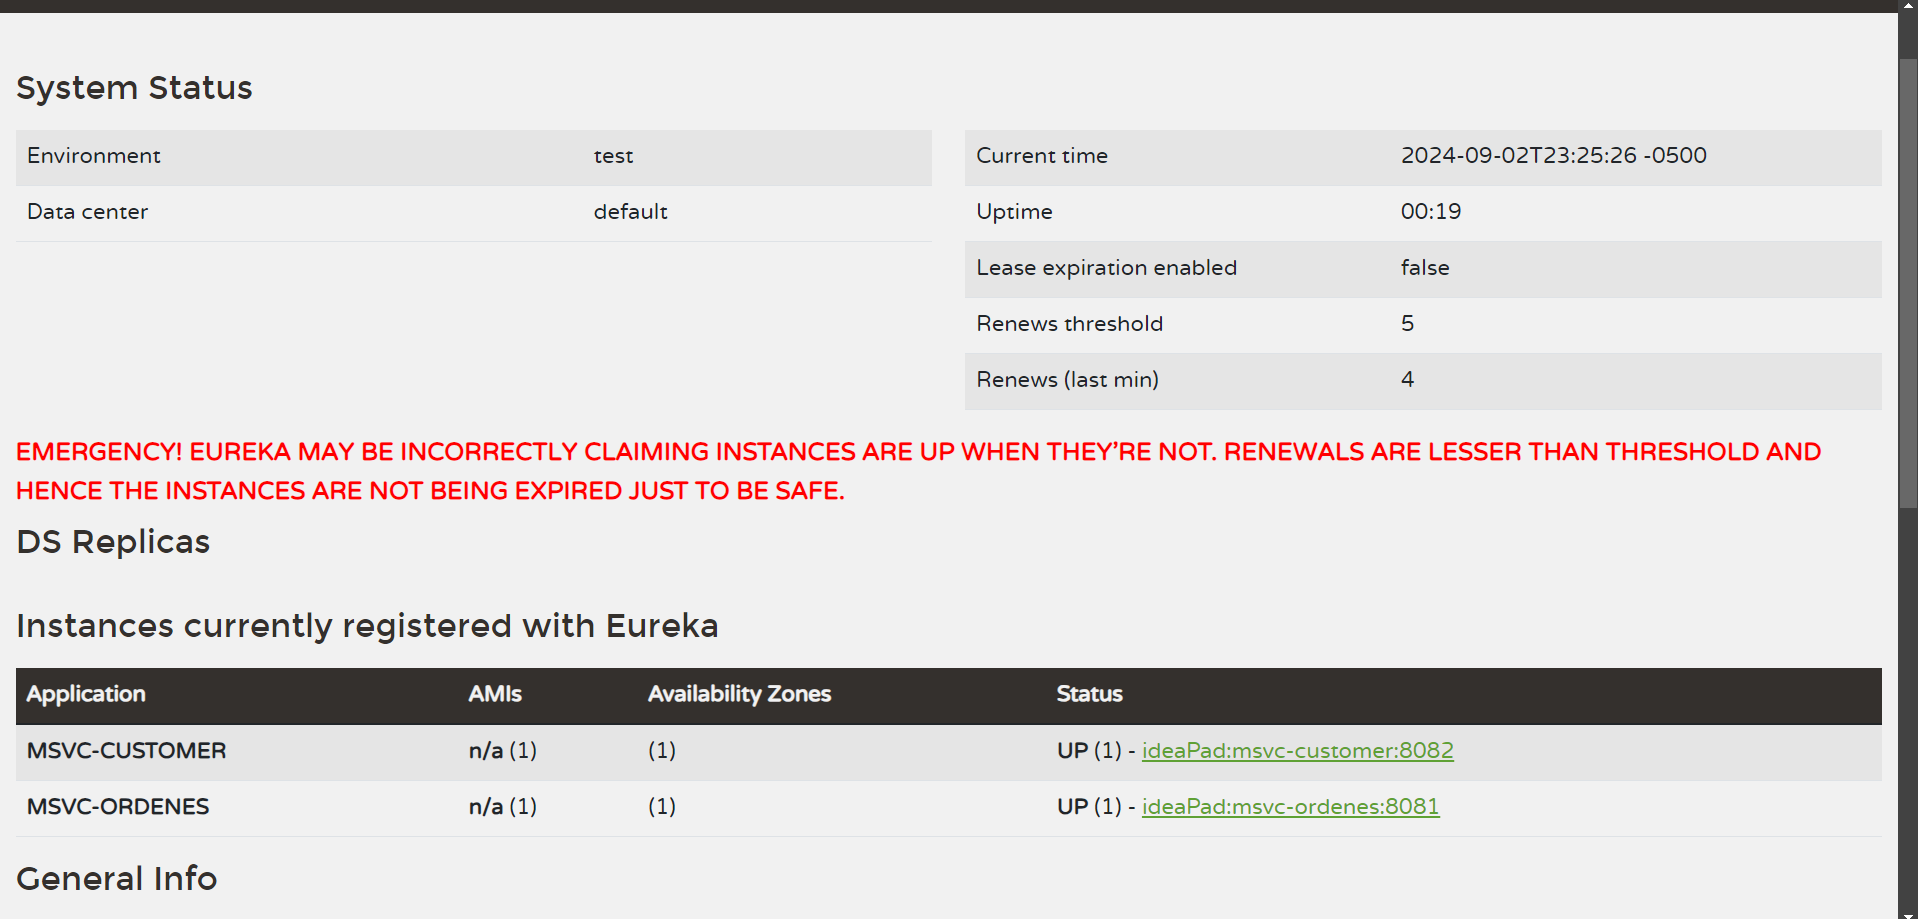 System Status
Environment test
Data center default
Current time 2024-09-02T23:25:26 -0500
Uptime 00:19
Lease expiration enabled false
Renews threshold 5
Renews (last min) 4
EMERGENCY! EUREKA MAY BE INCORRECTLY CLAIMING INSTANCES ARE UP WHEN THEY'RE NOT. RENEWALS ARE LESSER THAN THRESHOLD AND
HENCE THE INSTANCES ARE NOT BEING EXPIRED JUST TO BE SAFE.
DS Replicas
Instances currently registered with Eureka
Application AMIs Availability Zones Status
MSVC-CUSTOMER n/a (1) (1) UP (1) - ideaPad:msvc-customer:8082
MSVC-ORDENES n/a (1) (1) UP (1) - ideaPad:msvc-ordenes:8081
General Info